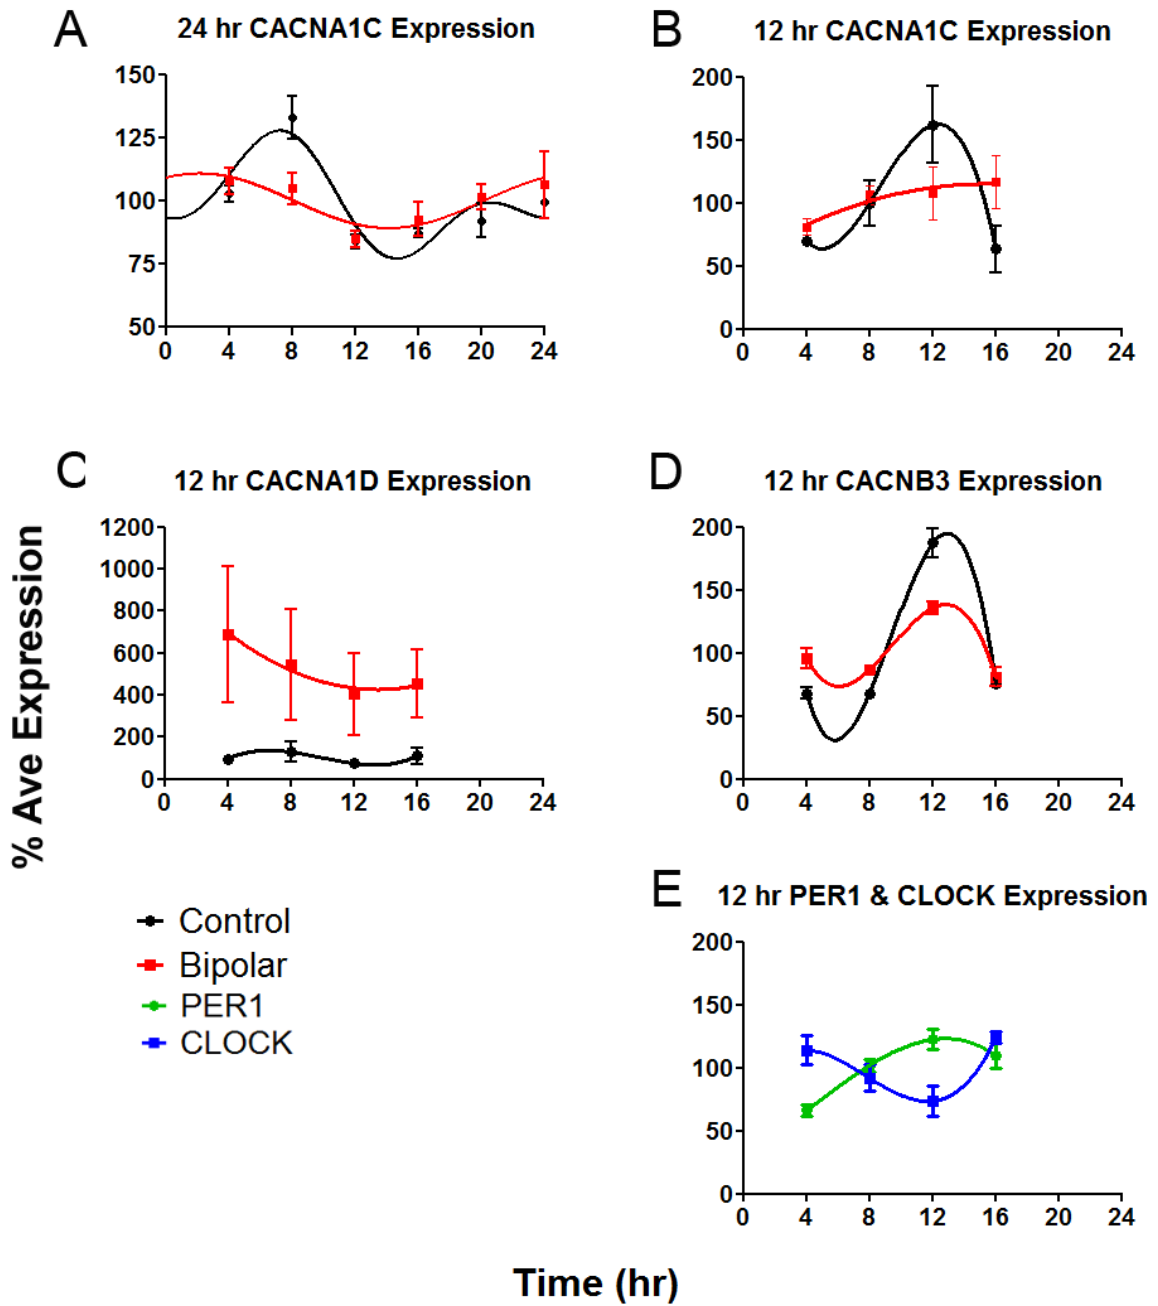 A
24 hr CACNA1C Expression
150
125
100
75
50
0 4 8 12 16 20 24
B
12 hr CACNA1C Expression
200
150
100
50
0
0 4 8 12 16 20 24
C
12 hr CACNA1D Expression
1200
1000
800
600
400
200
0
0 4 8 12 16 20 24
D
12 hr CACNB3 Expression
200
150
100
50
0
0 4 8 12 16 20 24
% Ave Expression
Control
Bipolar
PER1
CLOCK
E
12 hr PER1 & CLOCK Expression
200
150
100
50
0
0 4 8 12 16 20 24
Time (hr)